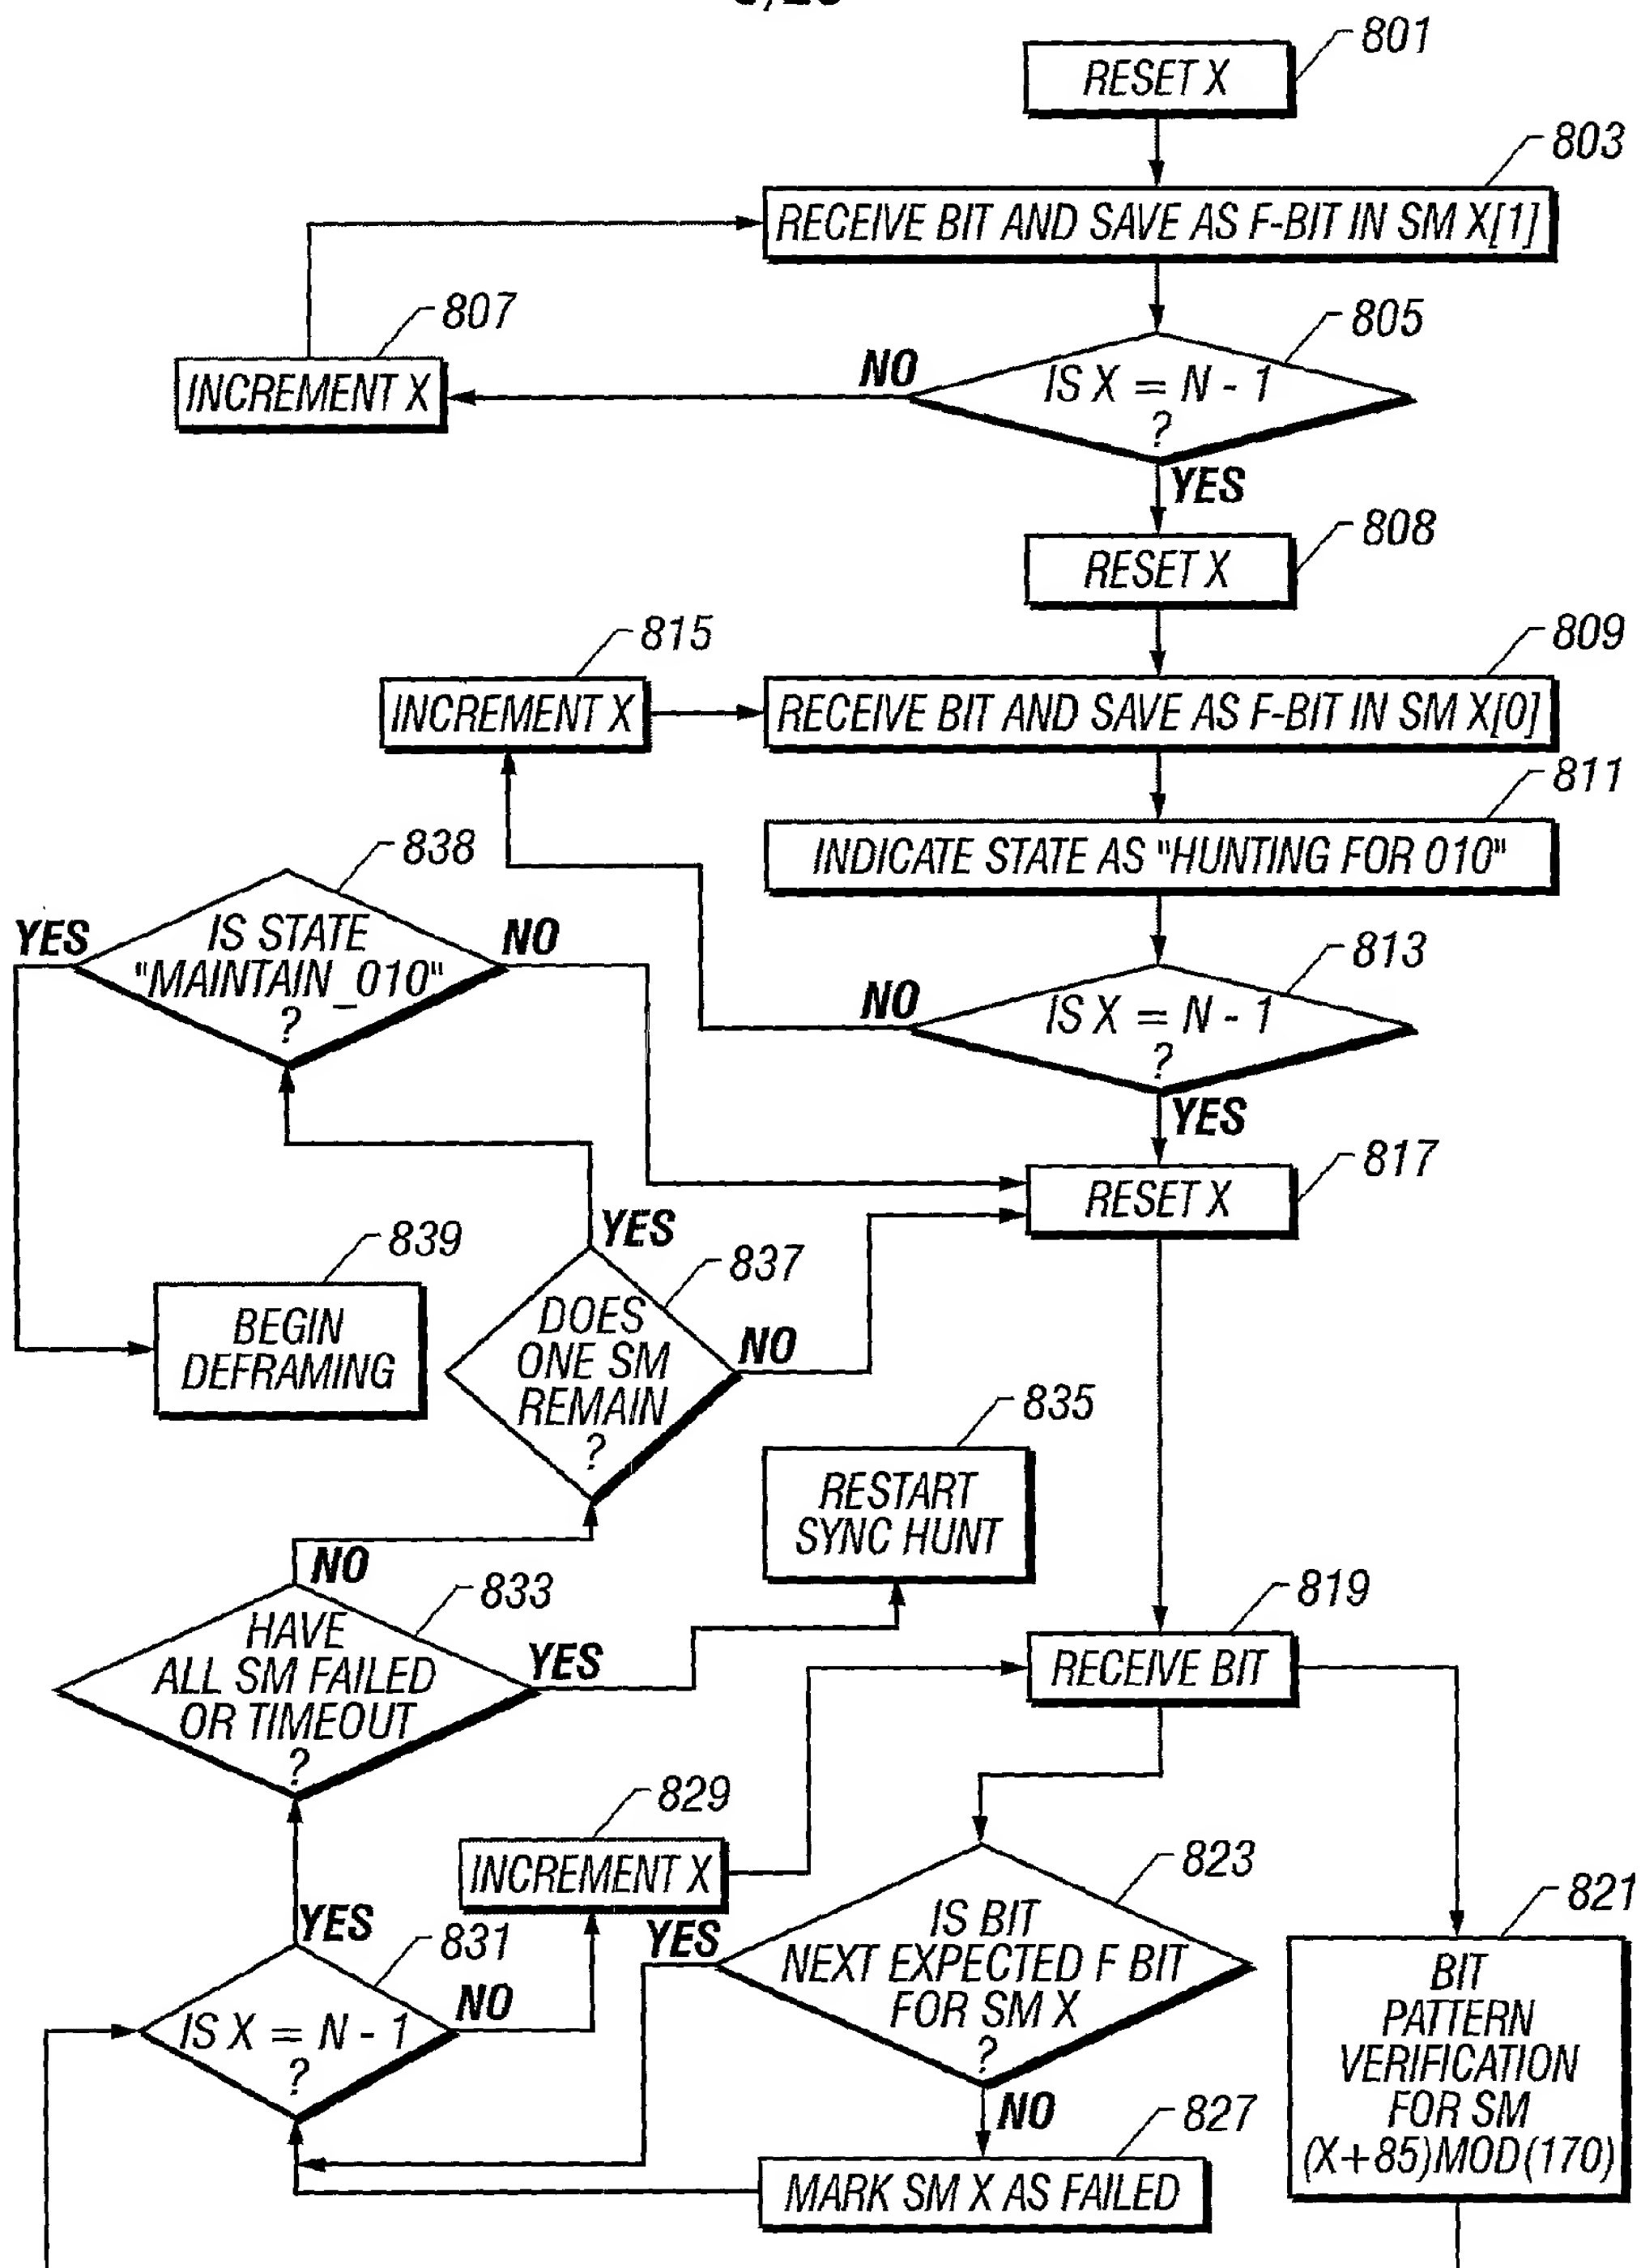 801
RESET X
803
RECEIVE BIT AND SAVE AS F-BIT IN SM X[1]
807
805
INCREMENT X
NO
IS X = N - 1
?
YES
808
RESET X
815
809
INCREMENT X
RECEIVE BIT AND SAVE AS F-BIT IN SM X[0]
811
INDICATE STATE AS "HUNTING FOR 010"
838
YES
IS STATE
"MAINTAIN_010"
?
NO
813
NO
IS X = N - 1
?
YES
817
RESET X
839
BEGIN
DEFRAMING
YES
837
DOES
ONE SM
REMAIN
?
NO
835
RESTART
SYNC HUNT
NO
833
HAVE
ALL SM FAILED
OR TIMEOUT
?
YES
819
RECEIVE BIT
829
INCREMENT X
823
IS BIT
NEXT EXPECTED F BIT
FOR SM X
?
YES
NO
821
BIT
PATTERN
VERIFICATION
FOR SM
(X+85)MOD(170)
YES
831
IS X = N - 1
?
NO
827
MARK SM X AS FAILED